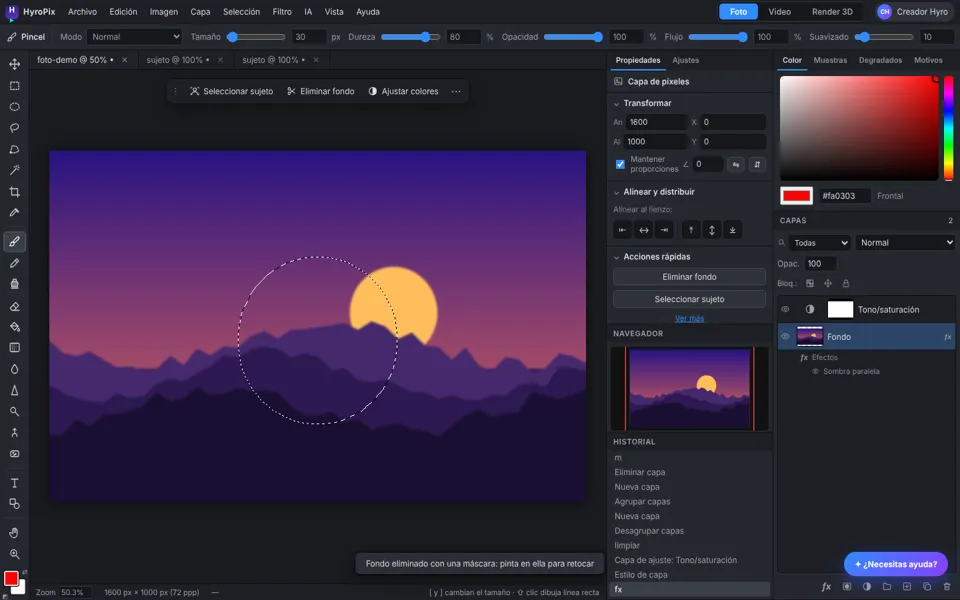 H HyroPix Archivo Edición Imagen Capa Selección Filtro IA Vista Ayuda Foto Video Render 3D CH Creador Hyro
Pincel Modo Normal Tamaño 30 px Dureza 80 % Opacidad 100 % Flujo 100 % Suavizado 10
foto-demo @ 50% • × sujeto @ 100% • × sujeto @ 100% • ×
Seleccionar sujeto Eliminar fondo Ajustar colores ···
Propiedades Ajustes
Capa de píxeles
Transformar
An 1600 X 0
Al 1000 Y 0
Mantener proporciones ∠ 0
Alinear y distribuir
Alinear al lienzo:
Acciones rápidas
Eliminar fondo
Seleccionar sujeto
Ver más
NAVEGADOR
HISTORIAL
m
Eliminar capa
Nueva capa
Agrupar capas
Nueva capa
Desagrupar capas
limpiar
Capa de ajuste: Tono/saturación
Estilo de capa
fx
Color Muestras Degradados Motivos
#fa0303 Frontal
CAPAS 2
Todas Normal
Opac. 100
Bloq.:
Tono/saturación
Fondo fx
fx Efectos
Sombra paralela
¿Necesitas ayuda?
fx
Fondo eliminado con una máscara: pinta en ella para retocar
Zoom 50.3% 1600 px × 1000 px (72 ppp) — [ y ] cambian el tamaño · ⇧ clic dibuja línea recta